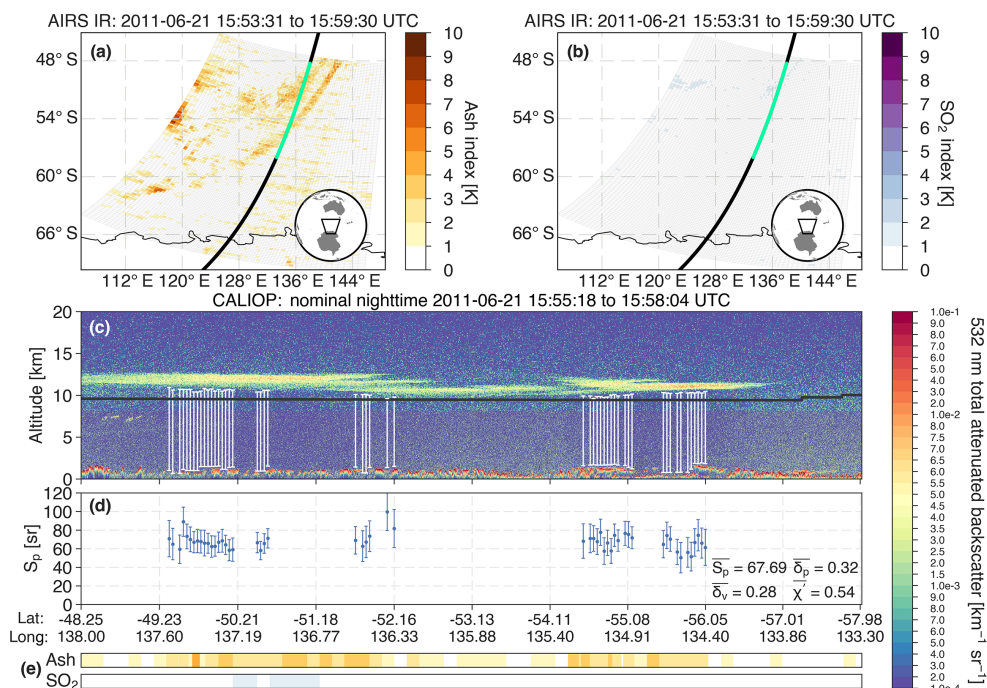 AIRS IR: 2011-06-21 15:53:31 to 15:59:30 UTC
(a)
48° S
54° S
60° S
66° S
112° E 120° E 128° E 136° E 144° E
10
9
8
7
6
5
4
3
2
1
0
Ash index [K]
AIRS IR: 2011-06-21 15:53:31 to 15:59:30 UTC
(b)
48° S
54° S
60° S
66° S
112° E 120° E 128° E 136° E 144° E
10
9
8
7
6
5
4
3
2
1
0
SO₂ index [K]
CALIOP: nominal nighttime 2011-06-21 15:55:18 to 15:58:04 UTC
(c)
20
15
10
5
0
Altitude [km]
1.0e-1
9.0
8.0
7.0
6.0
5.0
4.0
3.0
2.0
1.0e-2
8.0
7.5
7.0
6.5
6.0
5.5
5.0
4.5
4.0
3.5
3.0
2.5
2.0
1.5
1.0e-3
9.0
8.0
7.0
6.0
5.0
4.0
3.0
2.0
1.0e-4
532 nm total attenuated backscatter [km⁻¹ sr⁻¹]
(d)
120
100
80
60
40
20
0
Sₚ [sr]
S̅ₚ = 67.69 δ̅ₚ = 0.32
δ̅ᵥ = 0.28 χ̅′ = 0.54
Lat: -48.25 -49.23 -50.21 -51.18 -52.16 -53.13 -54.11 -55.08 -56.05 -57.01 -57.98
Long: 138.00 137.60 137.19 136.77 136.33 135.88 135.40 134.91 134.40 133.86 133.30
(e)
Ash
SO₂